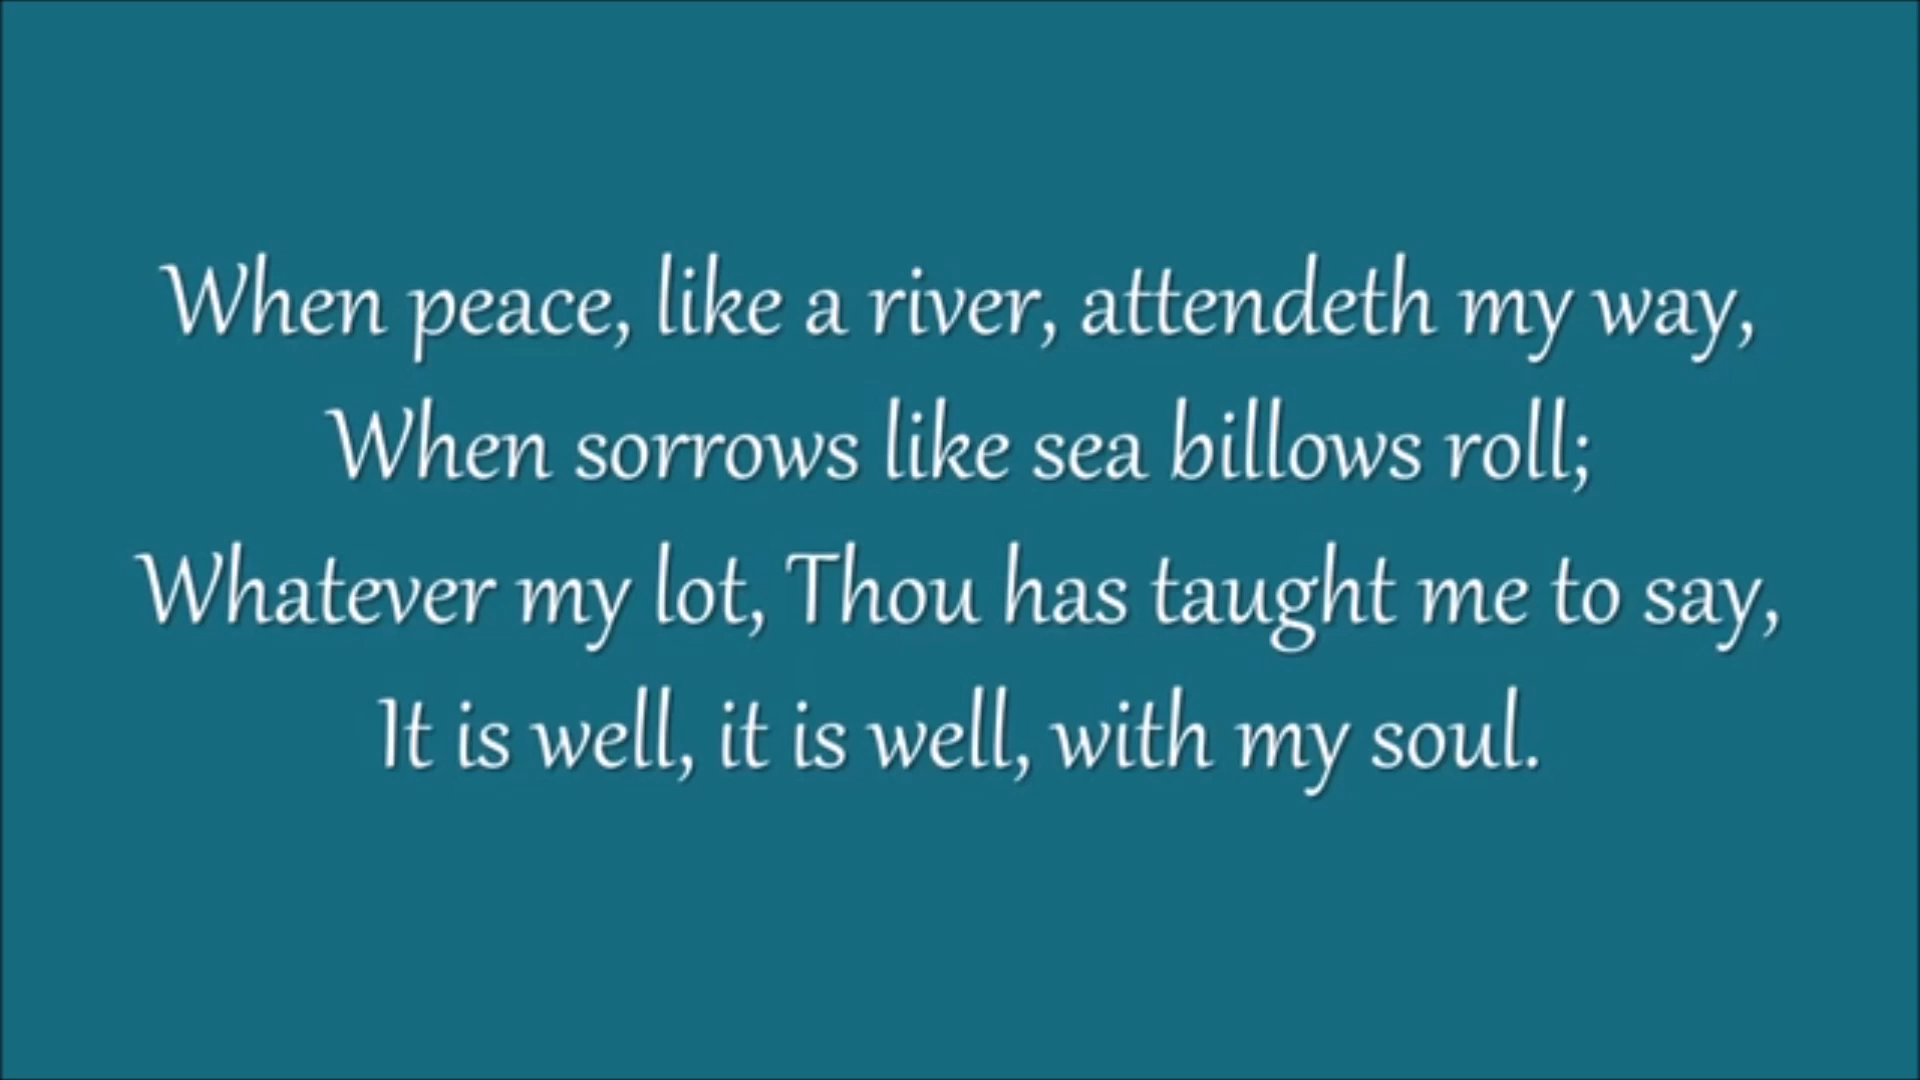 When peace, like a river, attendeth my way,
When sorrows like sea billows roll;
Whatever my lot, Thou has taught me to say,
It is well, it is well, with my soul.